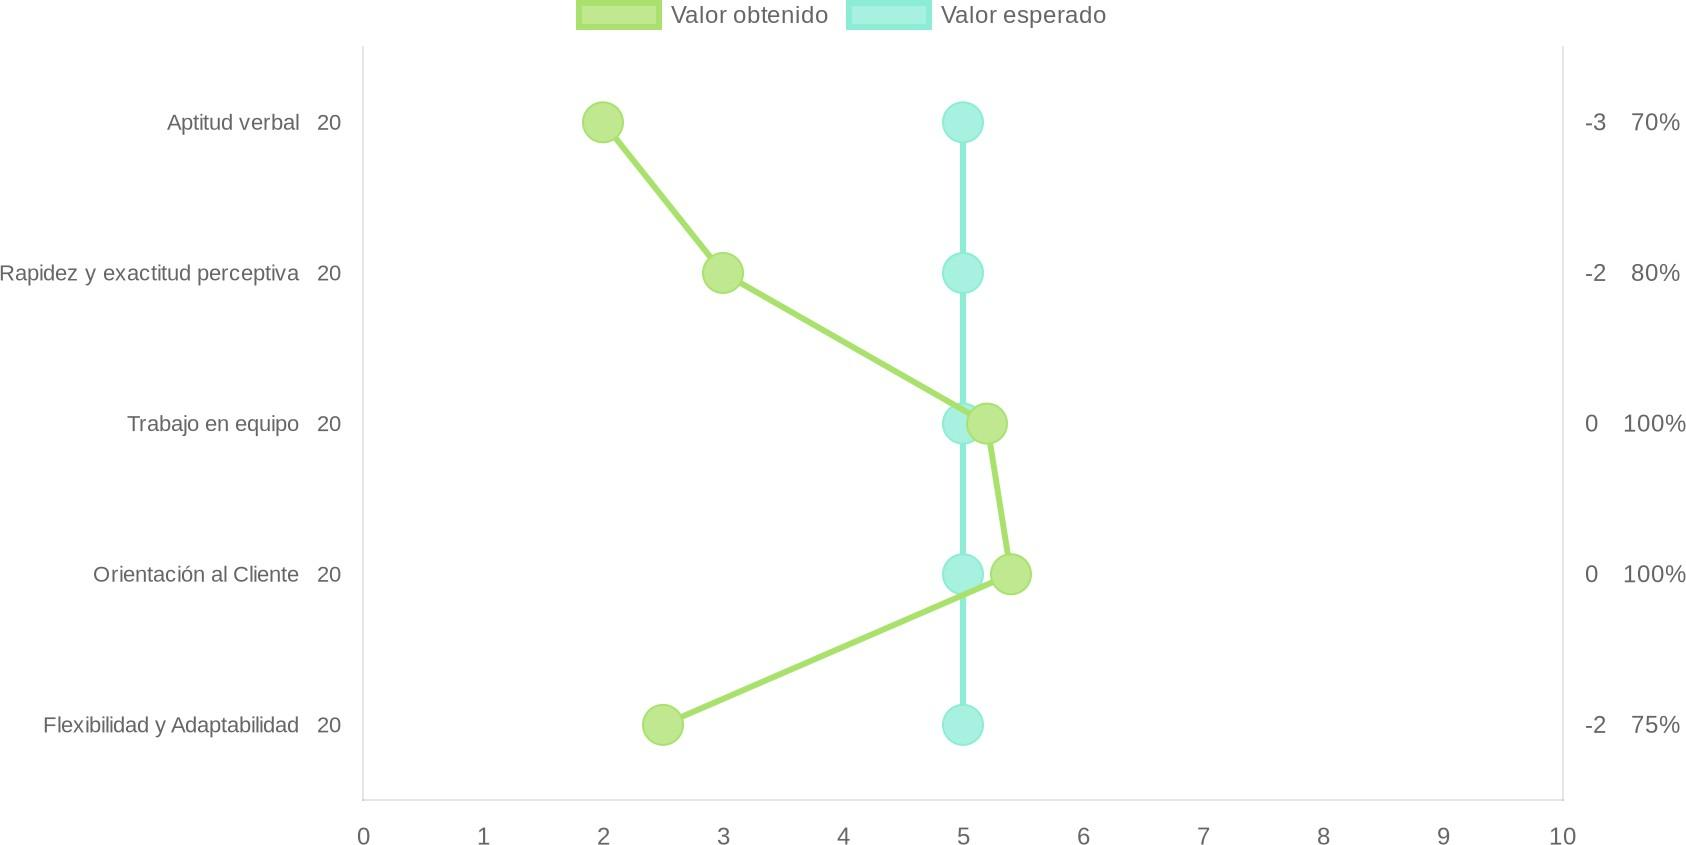 Valor obtenido Valor esperado
Aptitud verbal 20 -3 70%
Rapidez y exactitud perceptiva 20 -2 80%
Trabajo en equipo 20 0 100%
Orientación al Cliente 20 0 100%
Flexibilidad y Adaptabilidad 20 -2 75%
0 1 2 3 4 5 6 7 8 9 10